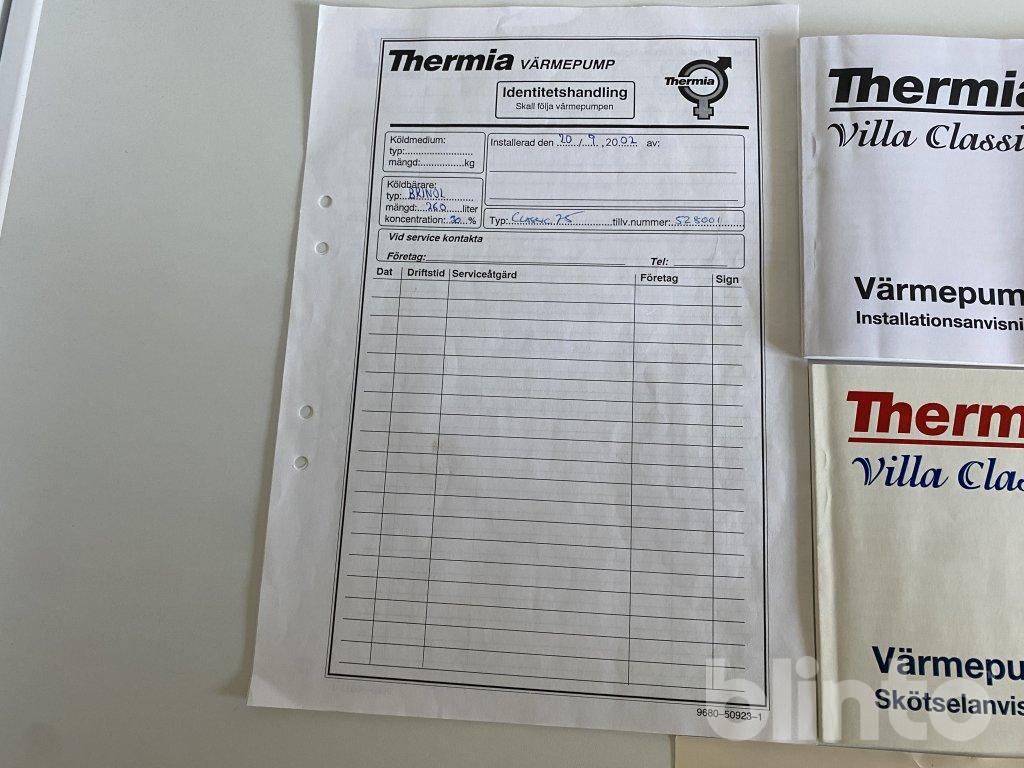 Thermia VÄRMEPUMP
Thermia
Identitetshandling
Skall följa värmepumpen
Köldmedium:
typ:........................
mängd:................kg
Installerad den 20/9, 2002 av:
Köldbärare:
typ: BRINOL
mängd: 260 liter
koncentration: 30 %
Typ: CLASSIC 25 tillv.nummer: 528001
Vid service kontakta
Företag: Tel:
Dat Driftstid Serviceåtgärd Företag Sign
9680-50923-1
Thermia
Villa Classi
Värmepum
Installationsanvisni
Therm
Villa Clas
Värmepu
Skötselanvis
blinto